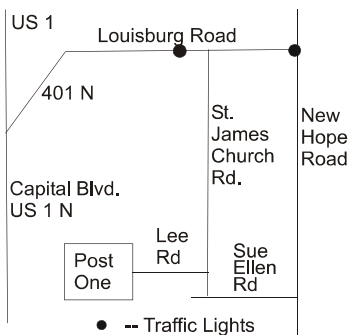 US 1
Louisburg Road
401 N
St.
James
Church
Rd.
New
Hope
Road
Capital Blvd.
US 1 N
Lee
Rd
Sue
Ellen
Rd
Post
One
-- Traffic Lights